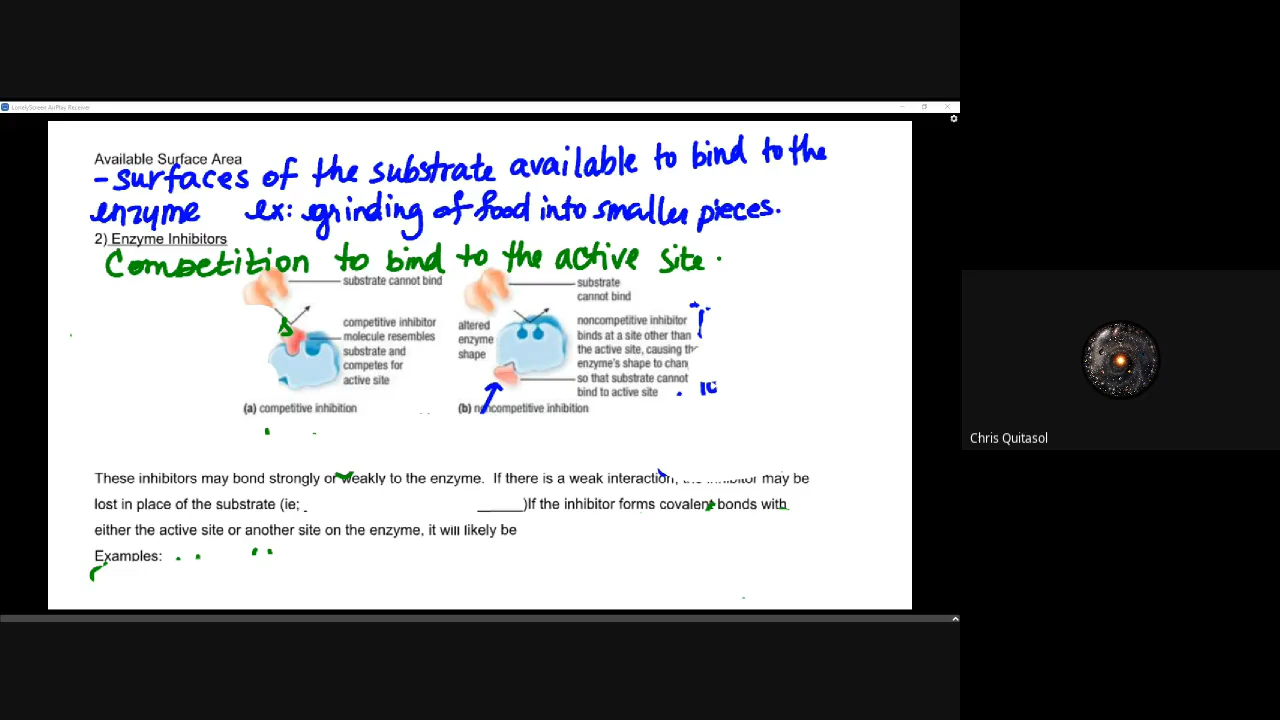 LonelyScreen AirPlay Receiver
Available Surface Area
- surfaces of the substrate available to bind to the
enzyme ex: grinding of food into smaller pieces.
2) Enzyme Inhibitors
Competition to bind to the active site.
substrate cannot bind
competitive inhibitor
molecule resembles
substrate and
competes for
active site
(a) competitive inhibition
substrate
cannot bind
altered
enzyme
shape
noncompetitive inhibitor
binds at a site other than
the active site, causing the
enzyme's shape to chan
so that substrate cannot
bind to active site
(b) noncompetitive inhibition
These inhibitors may bond strongly or weakly to the enzyme. If there is a weak interaction, the inhibitor may be
lost in place of the substrate (ie; _ ______)If the inhibitor forms covalent bonds with
either the active site or another site on the enzyme, it will likely be
Examples:
Chris Quitasol